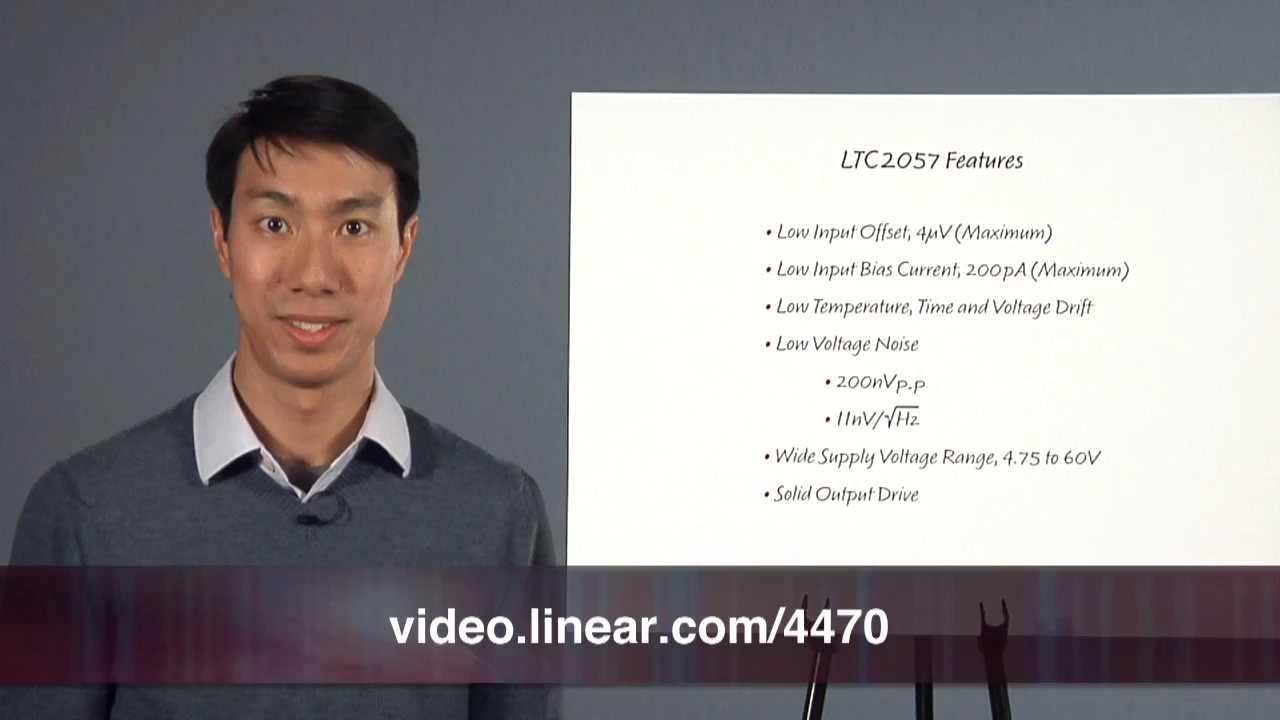 LTC2057 Features
• Low Input Offset, 4µV (Maximum)
• Low Input Bias Current, 200pA (Maximum)
• Low Temperature, Time and Voltage Drift
• Low Voltage Noise
• 200nVP-P
• 11nV/√Hz
• Wide Supply Voltage Range, 4.75 to 60V
• Solid Output Drive
video.linear.com/4470